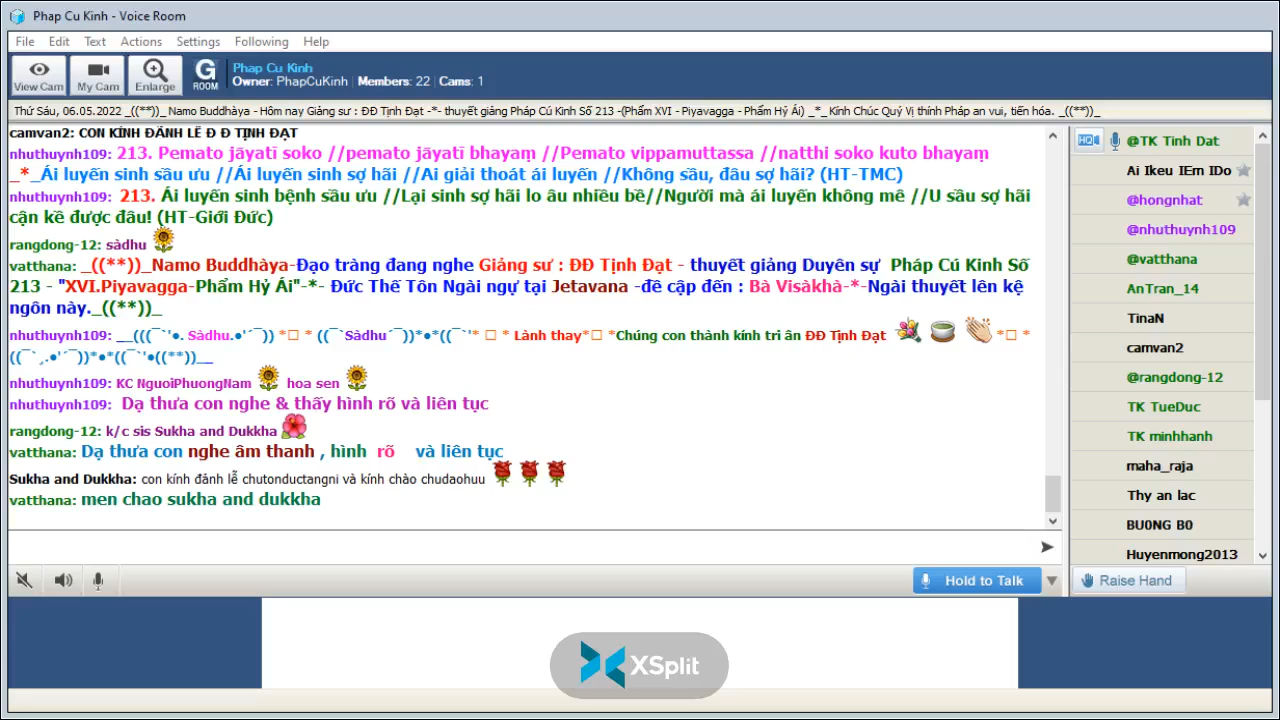 Phap Cu Kinh - Voice Room
File Edit Text Actions Settings Following Help
View Cam My Cam Enlarge G ROOM
Phap Cu Kinh
Owner: PhapCuKinh | Members: 22 | Cams: 1
Thứ Sáu, 06.05.2022 _((**))_ Namo Buddhàya - Hôm nay Giảng sư : ĐĐ Tịnh Đạt -*- thuyết giảng Pháp Cú Kinh Số 213 -(Phẩm XVI - Piyavagga - Phẩm Hỷ Ái) _*_ Kính Chúc Quý Vị thính Pháp an vui, tiến hóa. _((**))_
camvan2: CON KÍNH ĐÃNH LỄ Đ Đ TỊNH ĐẠT
nhuthuynh109: 213. Pemato jāyatī soko //pemato jāyatī bhayaṃ //Pemato vippamuttassa //natthi soko kuto bhayaṃ
_*_Ái luyến sinh sầu ưu //Ái luyến sinh sợ hãi //Ai giải thoát ái luyến //Không sầu, đâu sợ hãi? (HT-TMC)
nhuthuynh109: 213. Ái luyến sinh bệnh sầu ưu //Lại sinh sợ hãi lo âu nhiều bề//Người mà ái luyến không mê //U sầu sợ hãi
cận kề được đâu! (HT-Giới Đức)
rangdong-12: sàdhu
vatthana: _((**))_Namo Buddhàya-Đạo tràng đang nghe Giảng sư : ĐĐ Tịnh Đạt - thuyết giảng Duyên sự Pháp Cú Kinh Số
213 - "XVI.Piyavagga-Phẩm Hỷ Ái"-*- Đức Thế Tôn Ngài ngự tại Jetavana -đề cập đến : Bà Visàkhà-*-Ngài thuyết lên kệ
ngôn này._((**))_
nhuthuynh109: __(((¯`'•. Sàdhu.•'´¯)) *□ * ((¯`Sàdhu´¯))*•*((¯`'* □ * Lành thay*□ *Chúng con thành kính tri ân ĐĐ Tịnh Đạt *□ *
((¯`¸.•'´¯))*•*((¯`'•((**))__
nhuthuynh109: KC NguoiPhuongNam hoa sen
nhuthuynh109: Dạ thưa con nghe & thấy hình rõ và liên tục
rangdong-12: k/c sis Sukha and Dukkha
vatthana: Dạ thưa con nghe âm thanh , hình rõ và liên tục
Sukha and Dukkha: con kính đánh lễ chutonductangni và kính chào chudaohuu
vatthana: men chao sukha and dukkha
Hold to Talk
HQ
@TK Tinh Dat
Ai lkeu IErn IDo
@hongnhat
@nhuthuynh109
@vatthana
AnTran_14
TinaN
camvan2
@rangdong-12
TK TueDuc
TK minhhanh
maha_raja
Thy an lac
BU0NG B0
Huyenmong2013
Raise Hand
XSplit